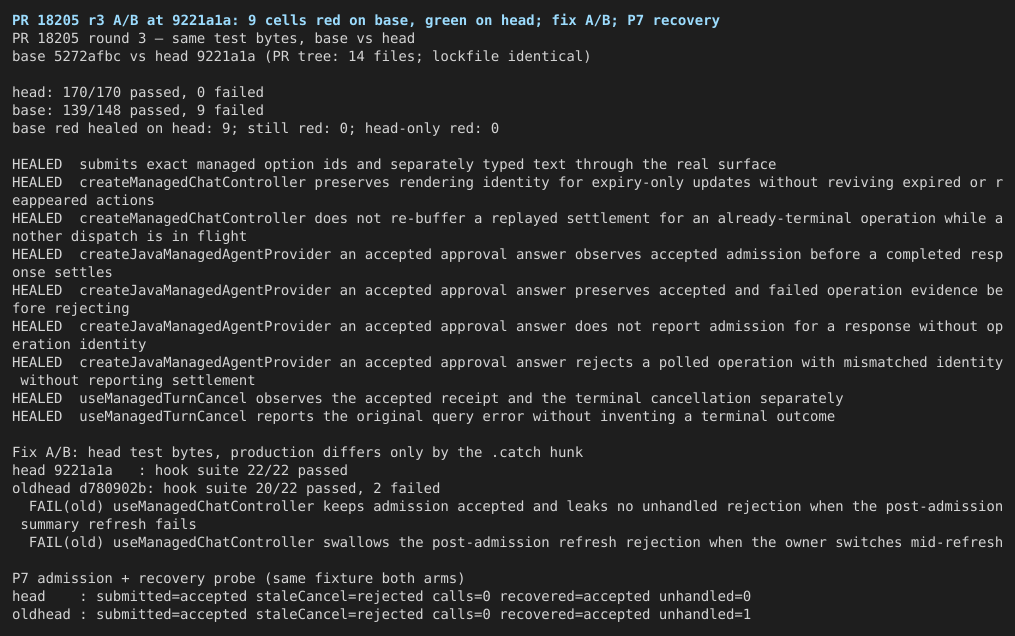 PR 18205 r3 A/B at 9221a1a: 9 cells red on base, green on head; fix A/B; P7 recovery
PR 18205 round 3 — same test bytes, base vs head
base 5272afbc vs head 9221a1a (PR tree: 14 files; lockfile identical)

head: 170/170 passed, 0 failed
base: 139/148 passed, 9 failed
base red healed on head: 9; still red: 0; head-only red: 0

HEALED  submits exact managed option ids and separately typed text through the real surface
HEALED  createManagedChatController preserves rendering identity for expiry-only updates without reviving expired or r
eappeared actions
HEALED  createManagedChatController does not re-buffer a replayed settlement for an already-terminal operation while a
nother dispatch is in flight
HEALED  createJavaManagedAgentProvider an accepted approval answer observes accepted admission before a completed resp
onse settles
HEALED  createJavaManagedAgentProvider an accepted approval answer preserves accepted and failed operation evidence be
fore rejecting
HEALED  createJavaManagedAgentProvider an accepted approval answer does not report admission for a response without op
eration identity
HEALED  createJavaManagedAgentProvider an accepted approval answer rejects a polled operation with mismatched identity
 without reporting settlement
HEALED  useManagedTurnCancel observes the accepted receipt and the terminal cancellation separately
HEALED  useManagedTurnCancel reports the original query error without inventing a terminal outcome

Fix A/B: head test bytes, production differs only by the .catch hunk
head 9221a1a   : hook suite 22/22 passed
oldhead d780902b: hook suite 20/22 passed, 2 failed
  FAIL(old) useManagedChatController keeps admission accepted and leaks no unhandled rejection when the post-admission
 summary refresh fails
  FAIL(old) useManagedChatController swallows the post-admission refresh rejection when the owner switches mid-refresh

P7 admission + recovery probe (same fixture both arms)
head    : submitted=accepted staleCancel=rejected calls=0 recovered=accepted unhandled=0
oldhead : submitted=accepted staleCancel=rejected calls=0 recovered=accepted unhandled=1